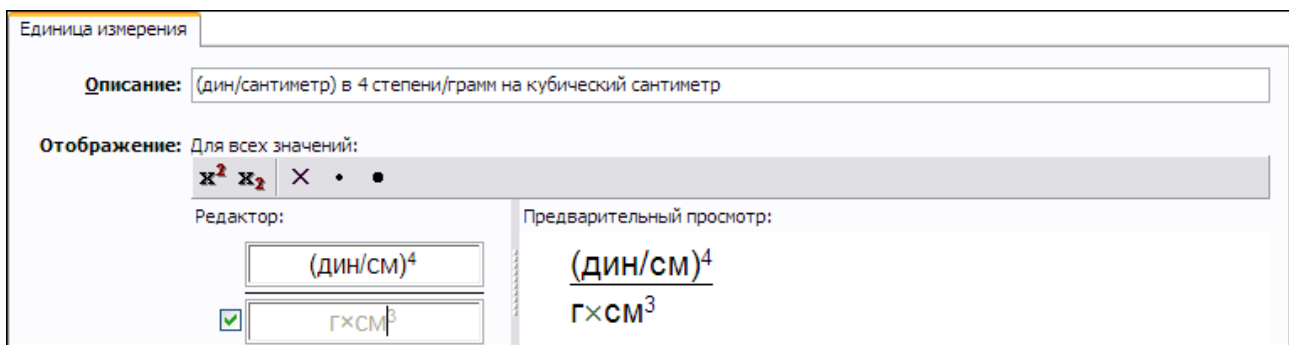 Единица измерения
Описание: (дин/сантиметр) в 4 степени/грамм на кубический сантиметр
Отображение: Для всех значений:
x² x₂ × · •
Редактор: Предварительный просмотр:
(дин/см)⁴ (дин/см)⁴
г×см³ г×см³